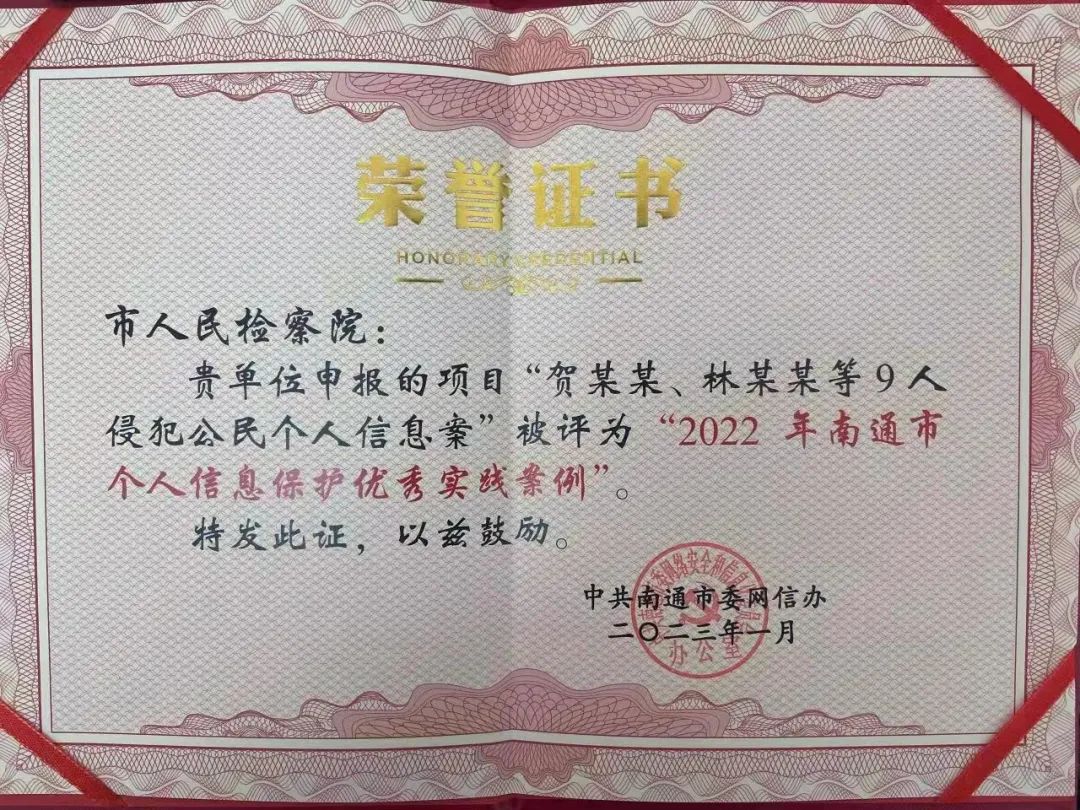 荣誉证书
HONORARY CREDENTIAL
市人民检察院：
贵单位申报的项目“贺某某、林某某等9人
侵犯公民个人信息案”被评为“2022 年南通市
个人信息保护优秀实践案例”。
特发此证，以兹鼓励。
中共南通市委网信办
二〇二三年一月
办公室